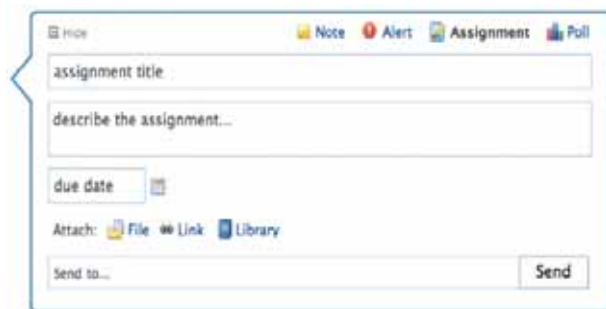 Hide Note Alert Assignment Poll
assignment title
describe the assignment...
due date
Attach: File Link Library
Send to... Send